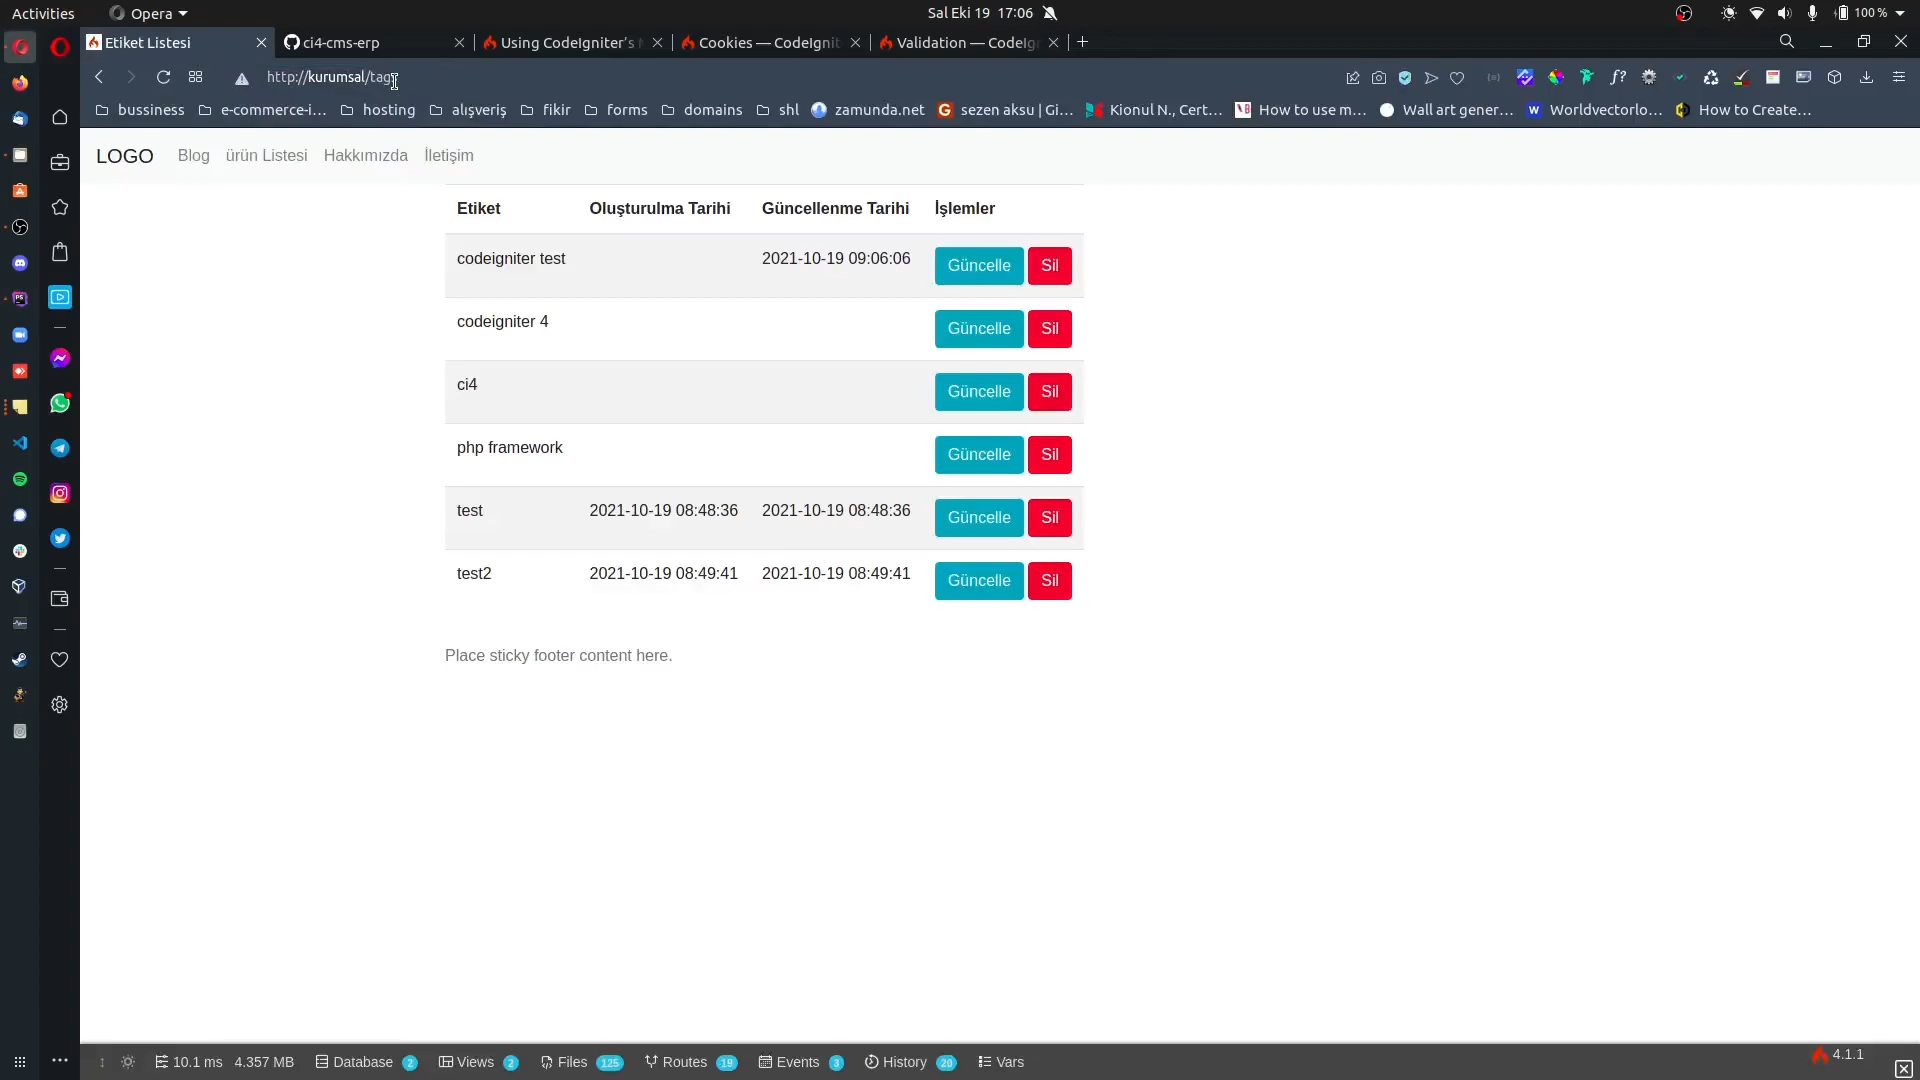 Activities Opera Sal Eki 19 17:06 100 %
Etiket Listesi ci4-cms-erp Using CodeIgniter's Cookies — CodeIgnit Validation — CodeIg
http://kurumsal/tag
bussiness e-commerce-i... hosting alışveriş fikir forms domains shl zamunda.net sezen aksu | Gi... Kionul N., Cert... How to use m... Wall art gener... Worldvectorlo... How to Create...
LOGO Blog ürün Listesi Hakkımızda İletişim
Etiket Oluşturulma Tarihi Güncellenme Tarihi İşlemler
codeigniter test 2021-10-19 09:06:06 Güncelle Sil
codeigniter 4 Güncelle Sil
ci4 Güncelle Sil
php framework Güncelle Sil
test 2021-10-19 08:48:36 2021-10-19 08:48:36 Güncelle Sil
test2 2021-10-19 08:49:41 2021-10-19 08:49:41 Güncelle Sil
Place sticky footer content here.
10.1 ms 4.357 MB Database 2 Views 2 Files 125 Routes 19 Events 3 History 20 Vars 4.1.1